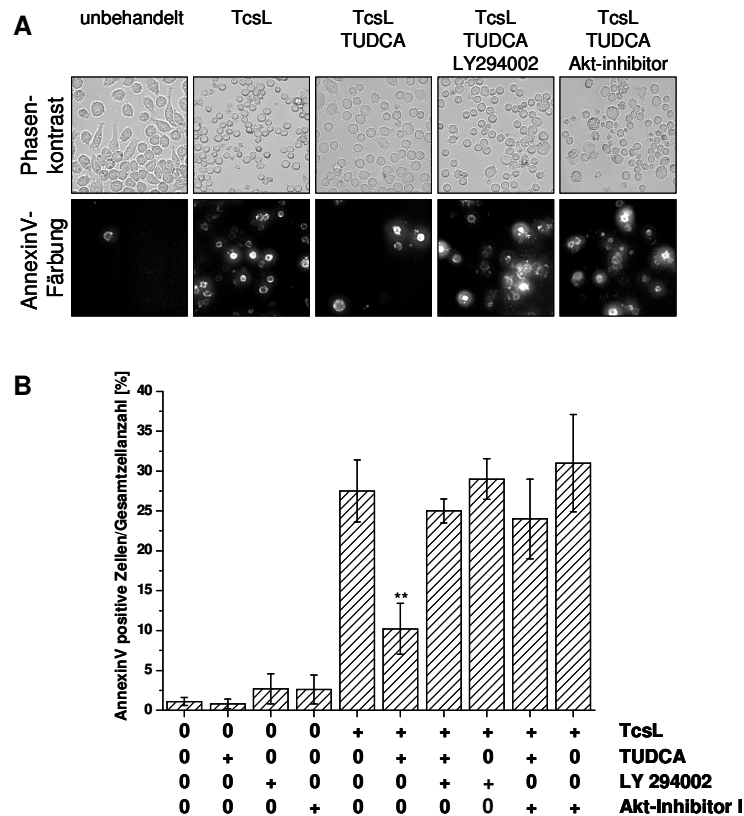 A
unbehandelt
TcsL
TcsL
TUDCA
TcsL
TUDCA
LY294002
TcsL
TUDCA
Akt-inhibitor
Phasen-
kontrast
AnnexinV-
Färbung
B
AnnexinV positive Zellen/Gesamtzellanzahl [%]
40
35
30
25
20
15
10
5
0
**
0 0 0 0 + + + + + + TcsL
0 + 0 0 0 + + 0 + 0 TUDCA
0 0 + 0 0 0 + + 0 0 LY 294002
0 0 0 + 0 0 0 0 + + Akt-Inhibitor I